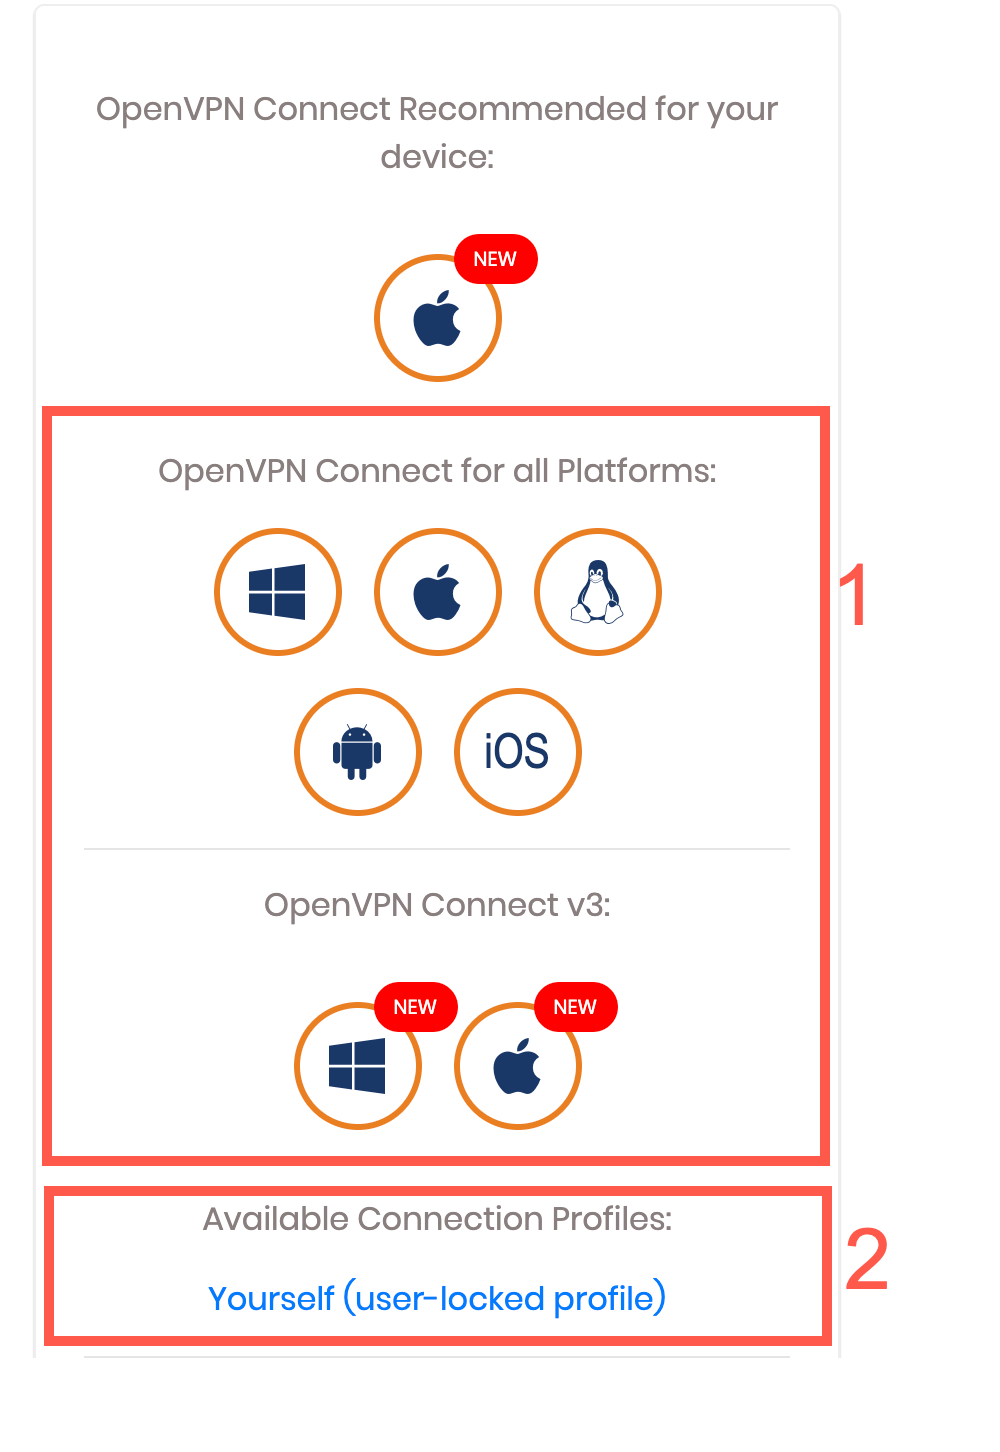 OpenVPN Connect Recommended for your
device:
NEW
OpenVPN Connect for all Platforms:
1
iOS
OpenVPN Connect v3:
NEW NEW
Available Connection Profiles:
2
Yourself (user-locked profile)